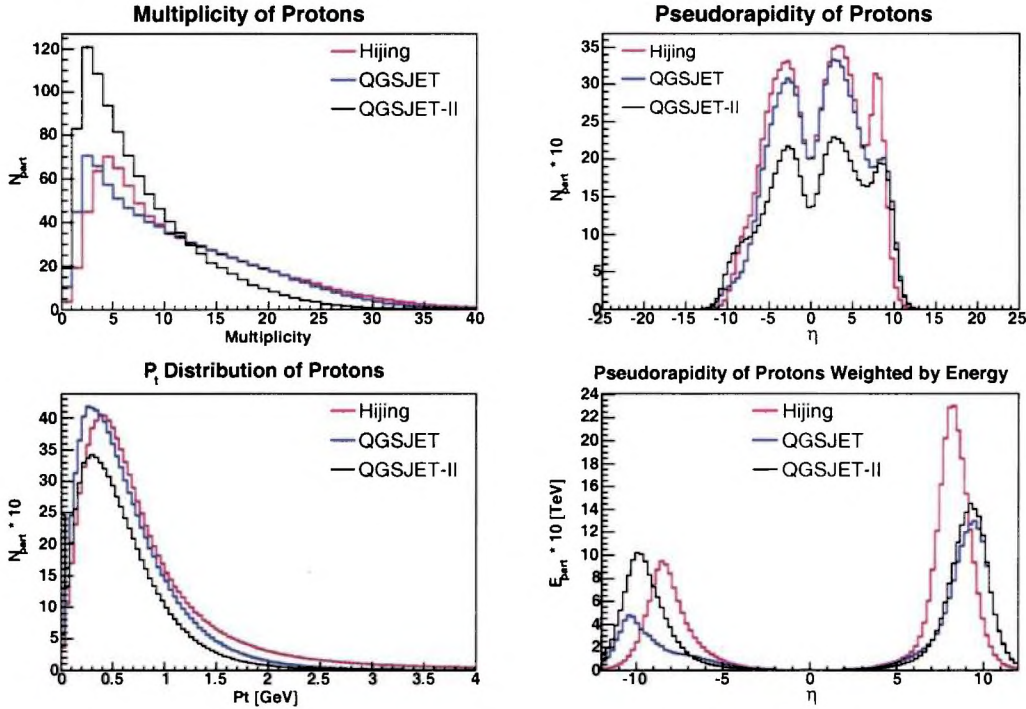 Multiplicity of Protons
N_part
120
100
80
60
40
20
0
Hijing
QGSJET
QGSJET-II
0 5 10 15 20 25 30 35 40
Multiplicity
Pseudorapidity of Protons
N_part * 10
35
30
25
20
15
10
5
0
Hijing
QGSJET
QGSJET-II
-25 -20 -15 -10 -5 0 5 10 15 20 25
η
P_t Distribution of Protons
N_part * 10
40
35
30
25
20
15
10
5
0
Hijing
QGSJET
QGSJET-II
0 0.5 1 1.5 2 2.5 3 3.5 4
Pt [GeV]
Pseudorapidity of Protons Weighted by Energy
E_part * 10 [TeV]
24
22
20
18
16
14
12
10
8
6
4
2
0
Hijing
QGSJET
QGSJET-II
-10 -5 0 5 10
η